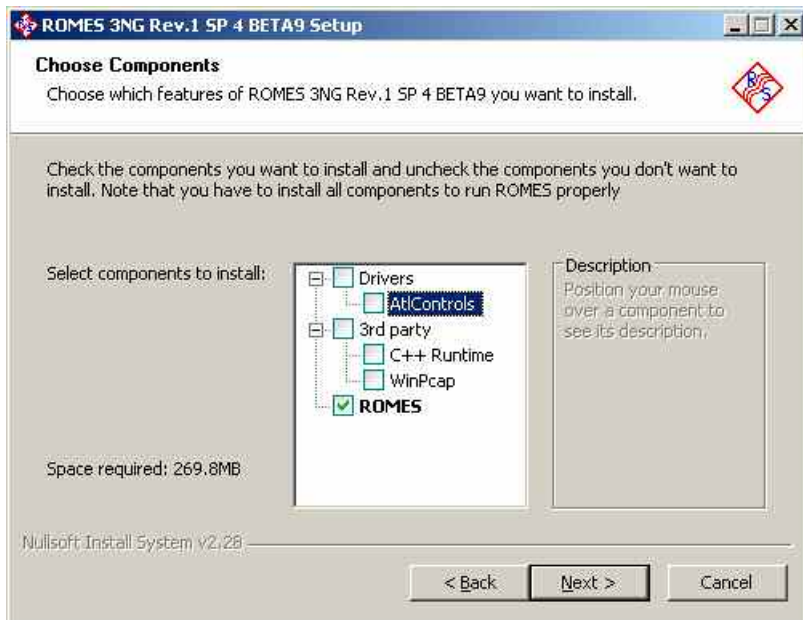 ROMES 3NG Rev.1 SP 4 BETA9 Setup
Choose Components
Choose which features of ROMES 3NG Rev.1 SP 4 BETA9 you want to install.
R
S
Check the components you want to install and uncheck the components you don't want to
install. Note that you have to install all components to run ROMES properly
Select components to install:
Drivers
AtlControls
3rd party
C++ Runtime
WinPcap
ROMES
Description
Position your mouse
over a component to
see its description.
Space required: 269.8MB
Nullsoft Install System v2.28
< Back
Next >
Cancel